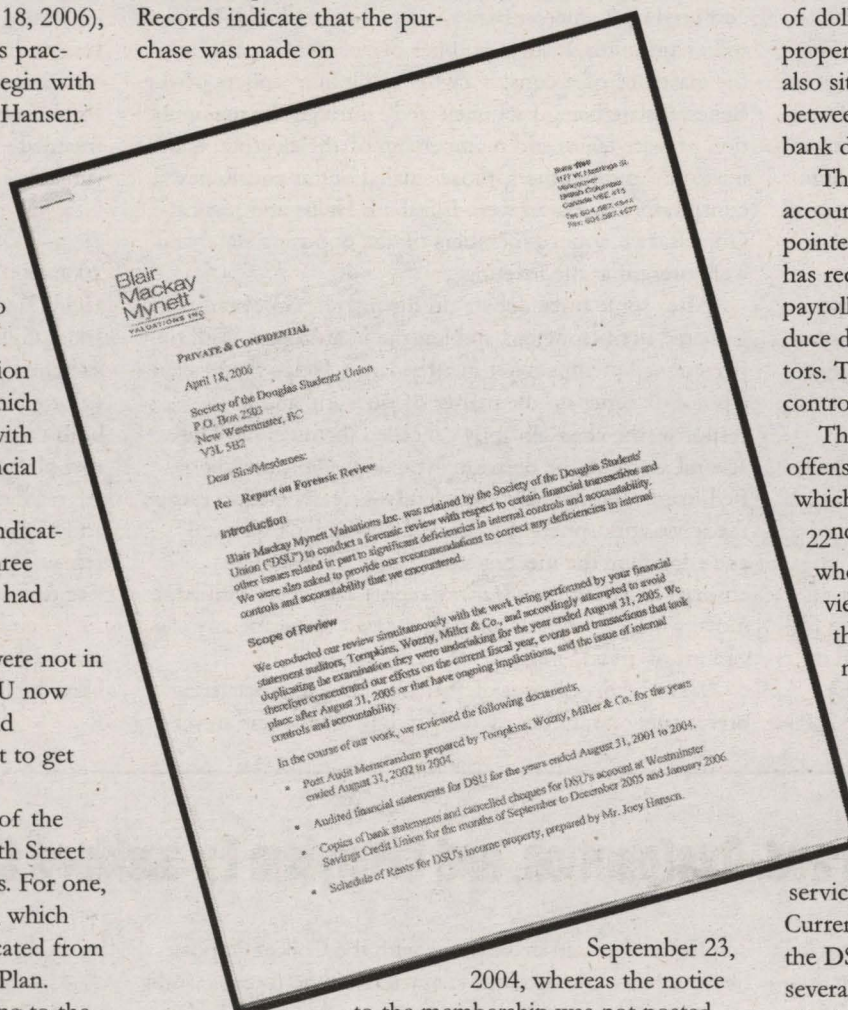 18, 2006),
s prac-
egin with
Hansen.
o
ion
hich
with
ncial
ndicat-
hree
had
were not in
U now
d
t to get
of the
th Street
s. For one,
which
cated from
Plan.
Records indicate that the pur-
chase was made on
Blair
Mackay
Mynett
VALUATIONS INC
Vancouver
British Columbia
PRIVATE & CONFIDENTIAL
April 18, 2006
Society of the Douglas Students' Union
P.O. Box 2503
New Westminster, BC
V3L 5B2
Dear Sirs/Mesdames:
Re: Report on Forensic Review
Introduction
Blair Mackay Mynett Valuations Inc. was retained by the Society of the Douglas Students'
Union ("DSU") to conduct a forensic review with respect to certain financial transactions and
other issues related in part to significant deficiencies in internal controls and accountability.
We were also asked to provide our recommendations to correct any deficiencies in internal
controls and accountability that we encountered.
Scope of Review
We conducted our review simultaneously with the work being performed by your financial
statement auditors, Tompkins, Wozny, Miller & Co., and accordingly attempted to avoid
duplicating the examination they were undertaking for the year ended August 31, 2005. We
therefore concentrated our efforts on the current fiscal year, events and transactions that took
place after August 31, 2005 or that have ongoing implications, and the issue of internal
controls and accountability.
In the course of our work, we reviewed the following documents:
• Post Audit Memorandum prepared by Tompkins, Wozny, Miller & Co. for the years
ended August 31, 2002 to 2004.
• Audited financial statements for DSU for the years ended August 31, 2001 to 2004.
• Copies of bank statements and cancelled cheques for DSU's account at Westminster
Savings Credit Union for the months of September to December 2005 and January 2006.
• Schedule of Rents for DSU's income property, prepared by Mr. Joey Hansen.
September 23,
2004, whereas the notice
to the membership was not posted
of doll
proper
also sit
betwee
bank d
Th
accour
pointe
has rec
payroll
duce d
tors. T
contro
Th
offens
which
22nd
who
vie
th
servic
Curren
the DS
severa